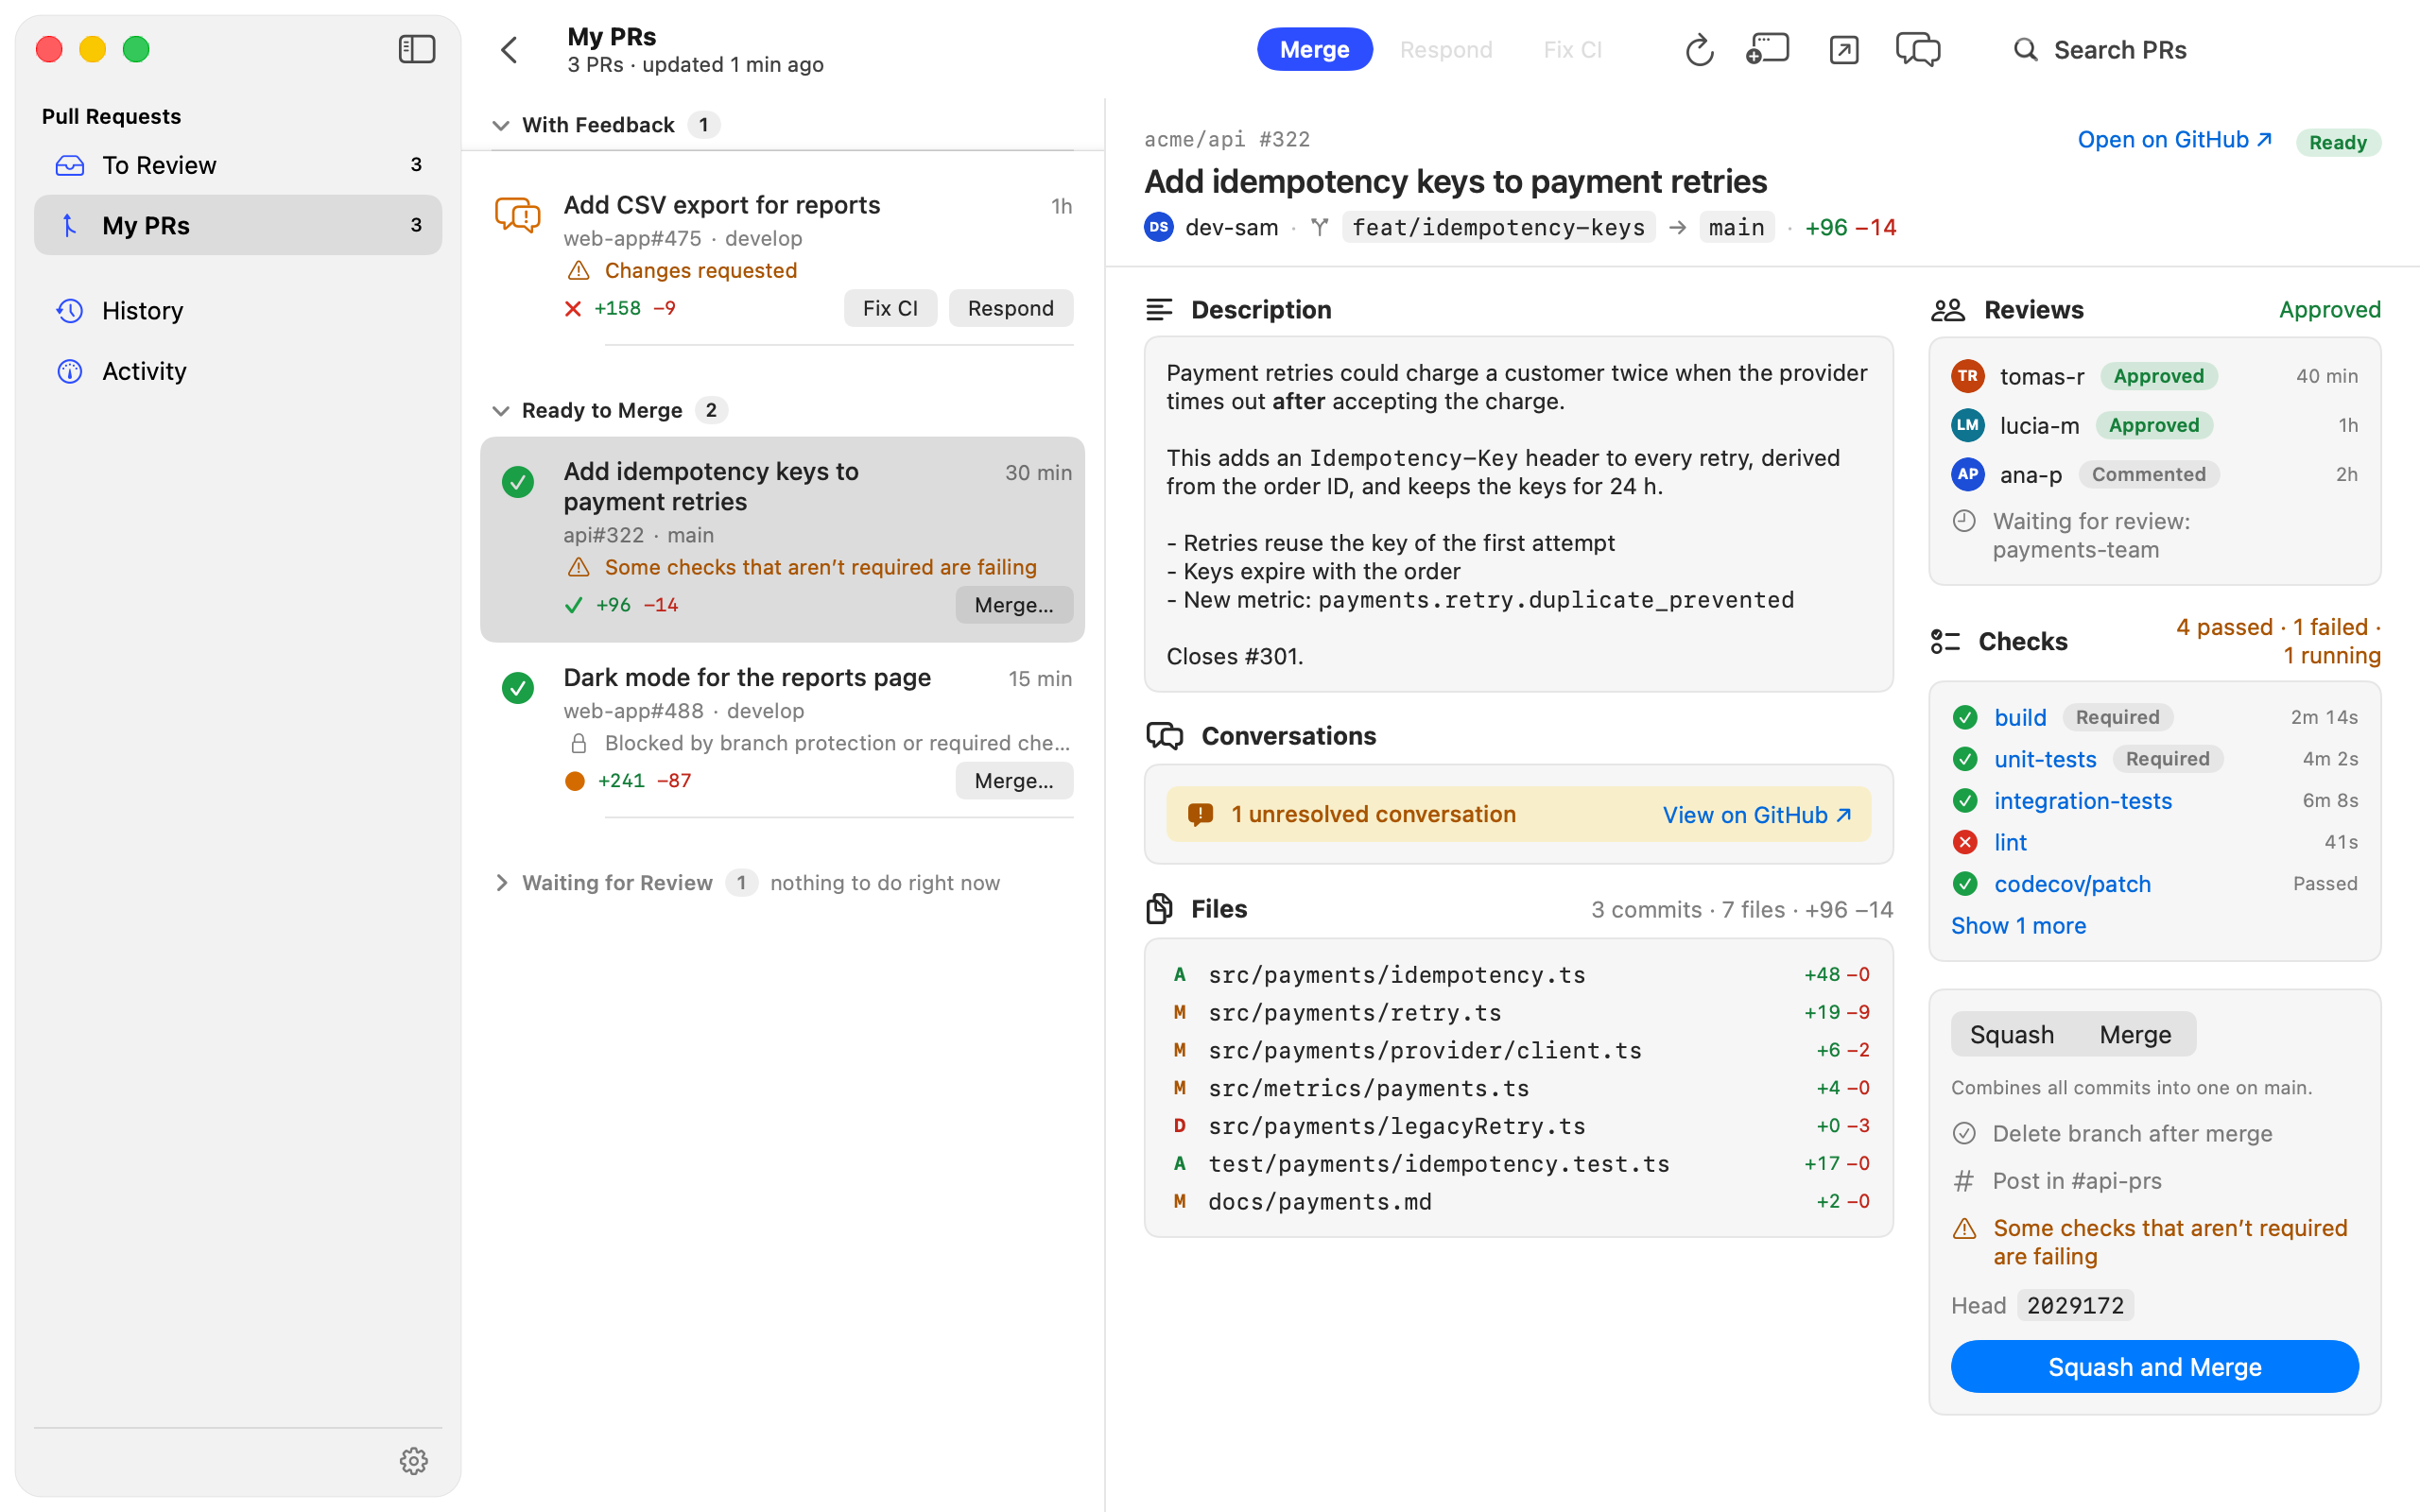 Pull Requests
To Review 3
My PRs 3
History
Activity
My PRs
3 PRs · updated 1 min ago
Merge Respond Fix CI
Search PRs
With Feedback 1
Add CSV export for reports 1h
web-app#475 · develop
Changes requested
+158 −9 Fix CI Respond
Ready to Merge 2
Add idempotency keys to 30 min
payment retries
api#322 · main
Some checks that aren’t required are failing
+96 −14 Merge...
Dark mode for the reports page 15 min
web-app#488 · develop
Blocked by branch protection or required che...
+241 −87 Merge...
Waiting for Review 1 nothing to do right now
acme/api #322
Open on GitHub ↗ Ready
Add idempotency keys to payment retries
DS dev-sam · feat/idempotency-keys → main · +96 −14
Description
Payment retries could charge a customer twice when the provider
times out after accepting the charge.
This adds an Idempotency-Key header to every retry, derived
from the order ID, and keeps the keys for 24 h.
- Retries reuse the key of the first attempt
- Keys expire with the order
- New metric: payments.retry.duplicate_prevented
Closes #301.
Conversations
1 unresolved conversation View on GitHub ↗
Files 3 commits · 7 files · +96 −14
A src/payments/idempotency.ts +48 −0
M src/payments/retry.ts +19 −9
M src/payments/provider/client.ts +6 −2
M src/metrics/payments.ts +4 −0
D src/payments/legacyRetry.ts +0 −3
A test/payments/idempotency.test.ts +17 −0
M docs/payments.md +2 −0
Reviews Approved
TR tomas-r Approved 40 min
LM lucia-m Approved 1h
AP ana-p Commented 2h
Waiting for review:
payments-team
Checks 4 passed · 1 failed ·
1 running
build Required 2m 14s
unit-tests Required 4m 2s
integration-tests 6m 8s
lint 41s
codecov/patch Passed
Show 1 more
Squash Merge
Combines all commits into one on main.
Delete branch after merge
# Post in #api-prs
Some checks that aren’t required
are failing
Head 2029172
Squash and Merge